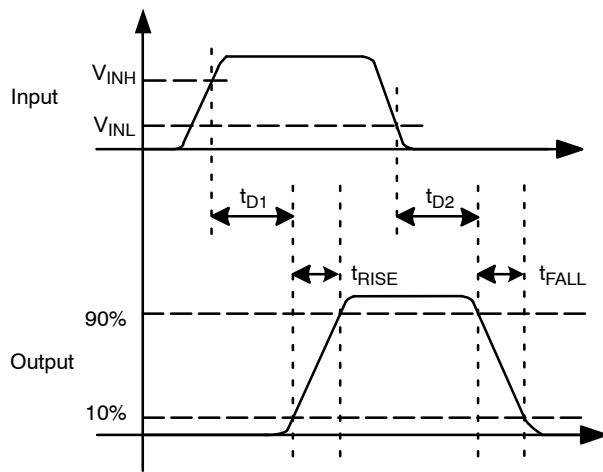 V_INH
Input
V_INL
t_D1
t_D2
t_RISE
t_FALL
90%
Output
10%